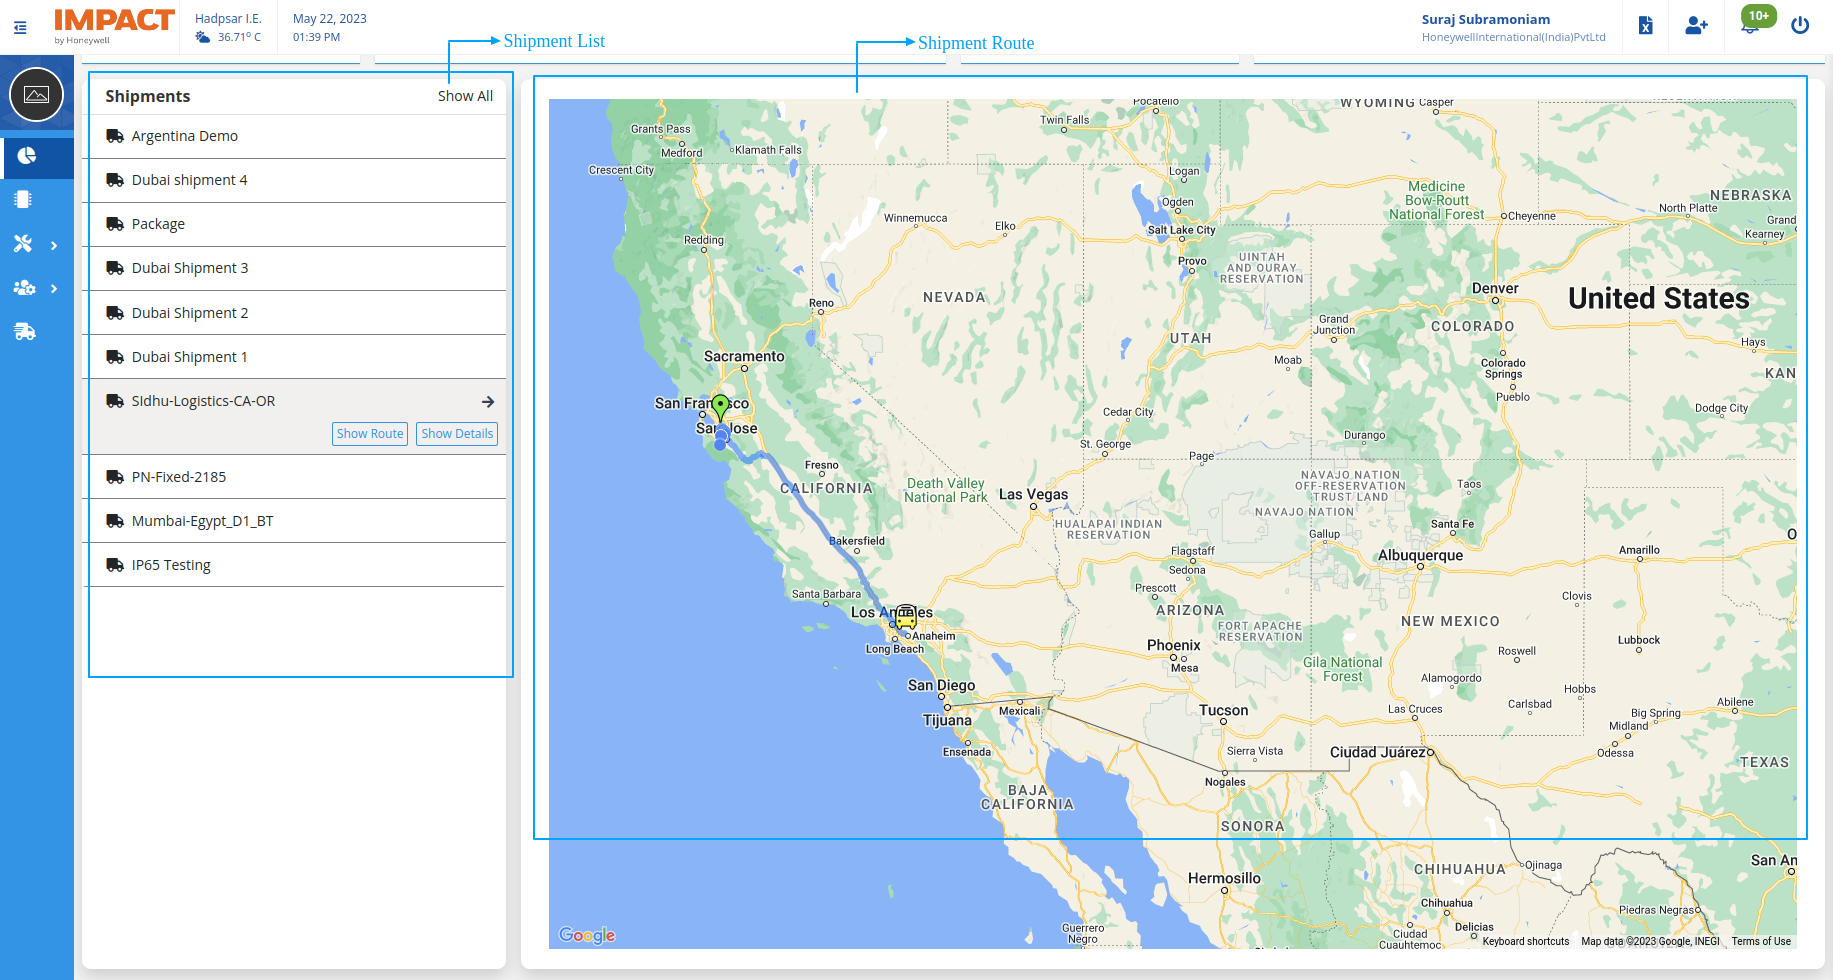 IMPACT
by Honeywell
Hadpsar I.E.
36.71° C
May 22, 2023
01:39 PM
Shipment List
Shipment Route
Suraj Subramoniam
HoneywellInternational(India)PvtLtd
10+
Shipments
Show All
Argentina Demo
Dubai shipment 4
Package
Dubai Shipment 3
Dubai Shipment 2
Dubai Shipment 1
SIdhu-Logistics-CA-OR
Show Route
Show Details
PN-Fixed-2185
Mumbai-Egypt_D1_BT
IP65 Testing
Pocatello
WYOMING
Casper
Twin Falls
Grants Pass
Medford
Klamath Falls
Crescent City
Logan
Medicine
Bow-Routt
National Forest
NEBRASKA
Ogden
Winnemucca
Elko
Cheyenne
North Platte
Grand
Kearney
Salt Lake City
Redding
Provo
UINTAH
AND OURAY
RESERVATION
Denver
United States
Reno
NEVADA
Grand
Junction
COLORADO
UTAH
Hays
Sacramento
Moab
Colorado
Springs
KAN
Pueblo
San Francisco
San Jose
Cedar City
Dodge City
St. George
Durango
Page
Fresno
CALIFORNIA
Death Valley
National Park
Las Vegas
NAVAJO NATION
OFF-RESERVATION
TRUST LAND
Taos
NAVAJO NATION
HUALAPAI INDIAN
RESERVATION
Santa Fe
Gallup
Bakersfield
Flagstaff
Albuquerque
Amarillo
O
Sedona
Santa Barbara
Prescott
Clovis
Los Angeles
ARIZONA
NEW MEXICO
Anaheim
FORT APACHE
RESERVATION
Long Beach
Phoenix
Lubbock
Mesa
Roswell
Gila National
Forest
San Diego
Alamogordo
Hobbs
Tijuana
Mexicali
Tucson
Las Cruces
Carlsbad
Abilene
Big Spring
Midland
Odessa
Ensenada
Sierra Vista
Ciudad Juárez
TEXAS
Nogales
BAJA
CALIFORNIA
SONORA
Ojinaga
San An
CHIHUAHUA
Hermosillo
Chihuahua
Piedras Negras
Guerrero
Negro
Delicias
Ciudad
Cuauhtemoc
Google
Keyboard shortcuts
Map data ©2023 Google, INEGI
Terms of Use